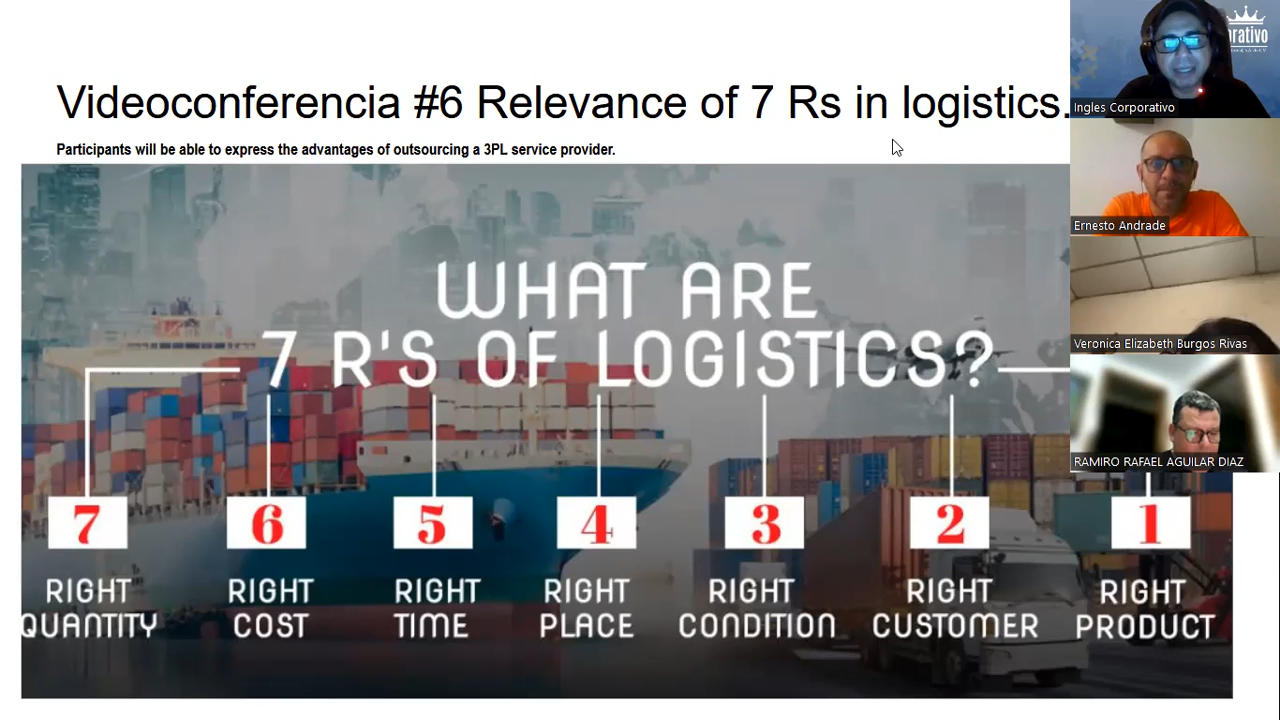 Videoconferencia #6 Relevance of 7 Rs in logistics.
Participants will be able to express the advantages of outsourcing a 3PL service provider.
WHAT ARE
7 R'S OF LOGISTICS?
7
6
5
4
3
2
1
RIGHT QUANTITY
RIGHT COST
RIGHT TIME
RIGHT PLACE
RIGHT CONDITION
RIGHT CUSTOMER
RIGHT PRODUCT
Ingles Corporativo
Ernesto Andrade
Veronica Elizabeth Burgos Rivas
RAMIRO RAFAEL AGUILAR DIAZ